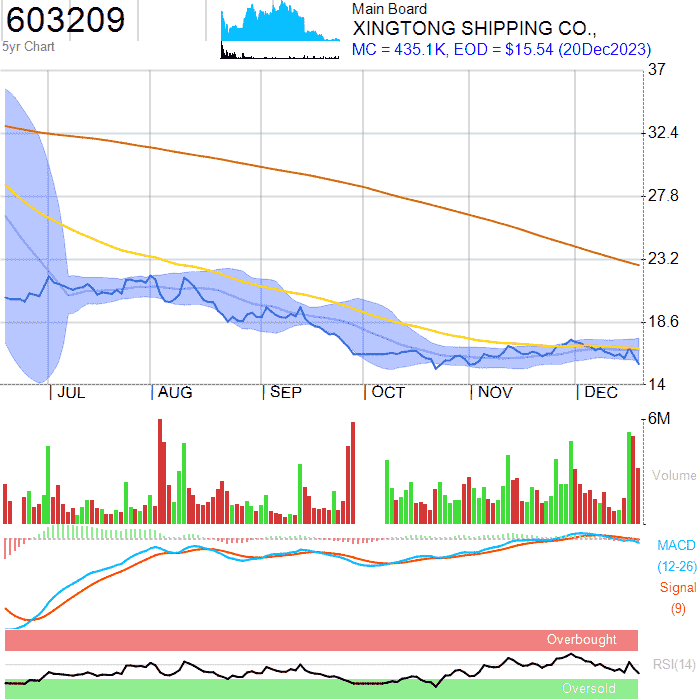 603209
5yr Chart
Main Board
XINGTONG SHIPPING CO.,
MC = 435.1K, EOD = $15.54 (20Dec2023)
37
32.4
27.8
23.2
18.6
14
JUL AUG SEP OCT NOV DEC
6M
Volume
MACD
(12-26)
Signal
(9)
Overbought
RSI(14)
Oversold